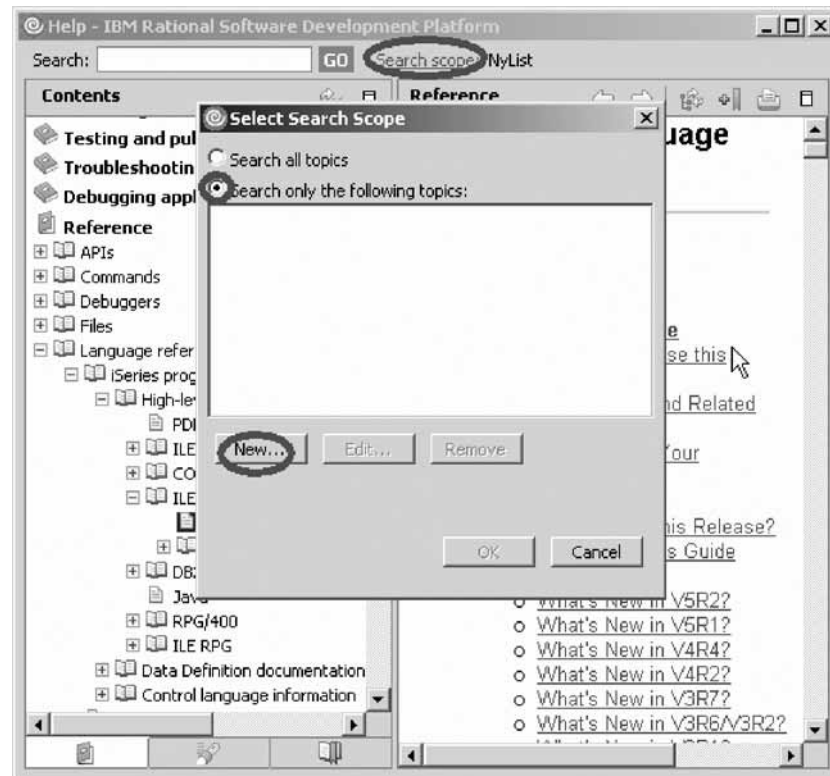 Help - IBM Rational Software Development Platform
Search: GO Search scope NyList
Contents
Reference
Testing and pul
Troubleshootin
Debugging appl
Reference
APIs
Commands
Debuggers
Files
Language refer
iSeries prog
High-le
PDI
ILE
CO
ILE
DB
Java
RPG/400
ILE RPG
Data Definition documentation
Control language information
Select Search Scope
Search all topics
Search only the following topics:
New...
Edit...
Remove
OK
Cancel
uage
e
se this
nd Related
our
his Release?
s Guide
What's New in V5R2?
What's New in V5R1?
What's New in V4R4?
What's New in V4R2?
What's New in V3R7?
What's New in V3R6/V3R2?